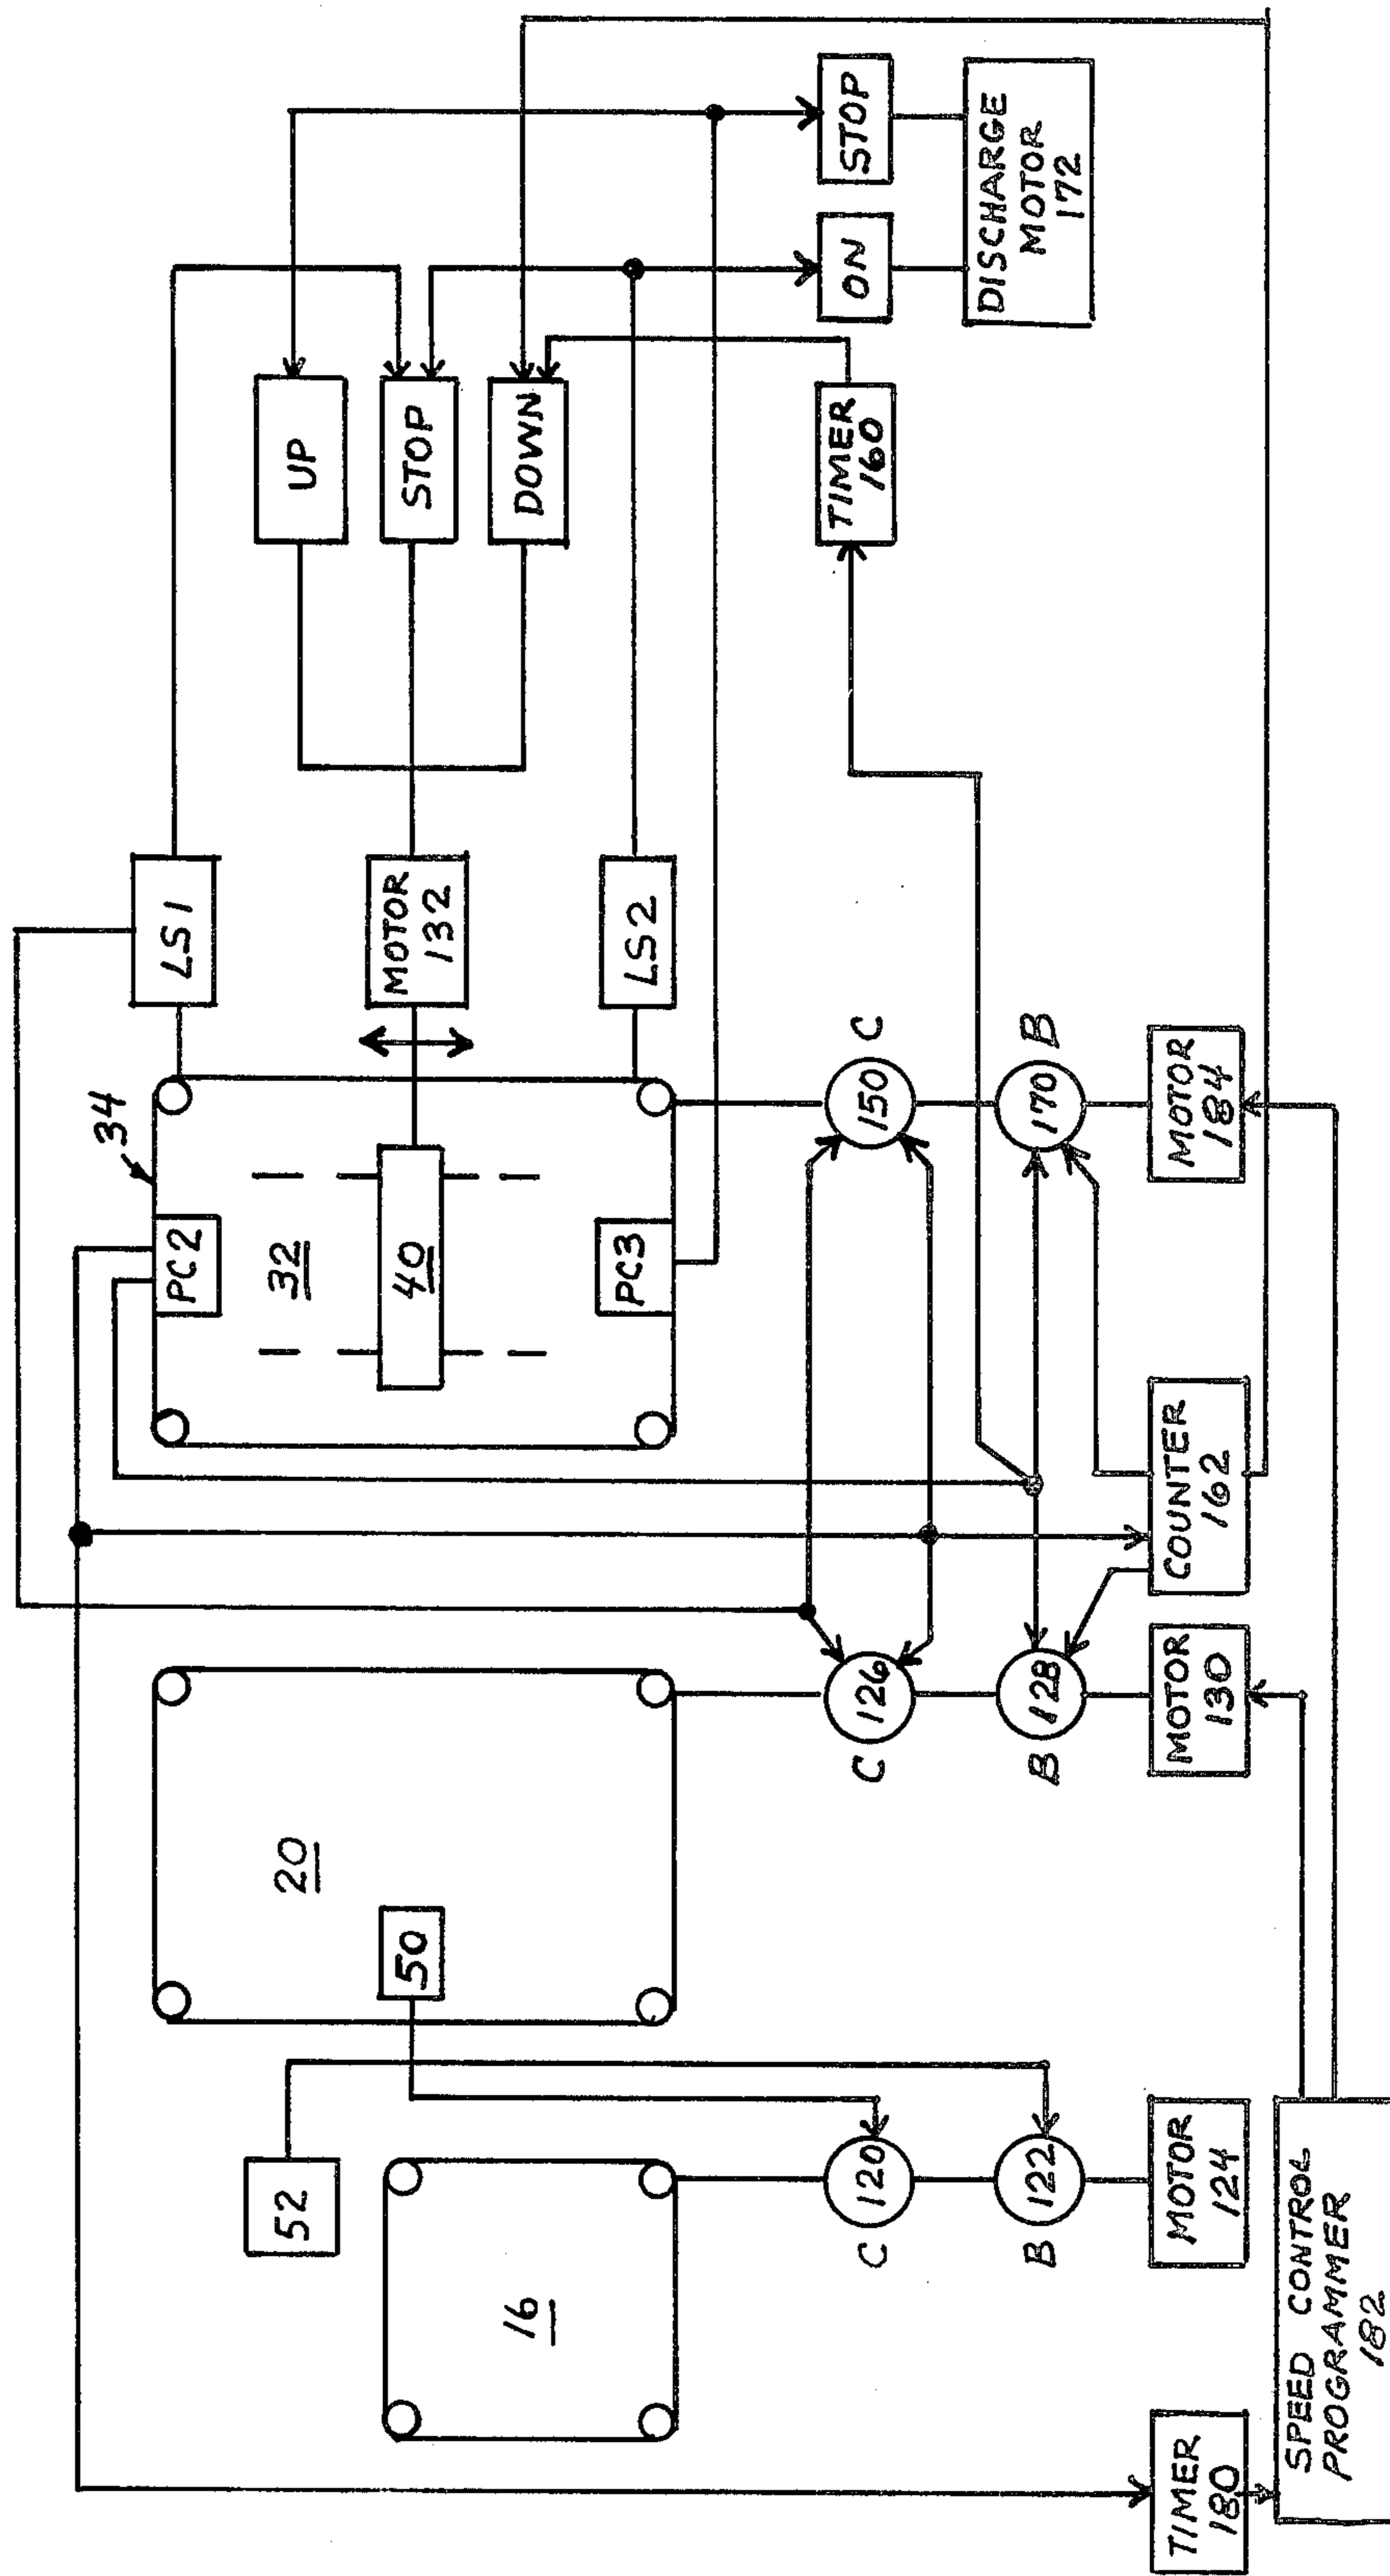 34
LS1
PC2
32
UP
52
20
MOTOR
132
STOP
40
50
16
DOWN
LS2
PC3
TIMER
160
ON
STOP
C
120
C
126
150
C
B
122
B
128
170
B
DISCHARGE
MOTOR
172
TIMER
180
MOTOR
124
MOTOR
130
COUNTER
162
MOTOR
184
SPEED CONTROL
PROGRAMMER
182